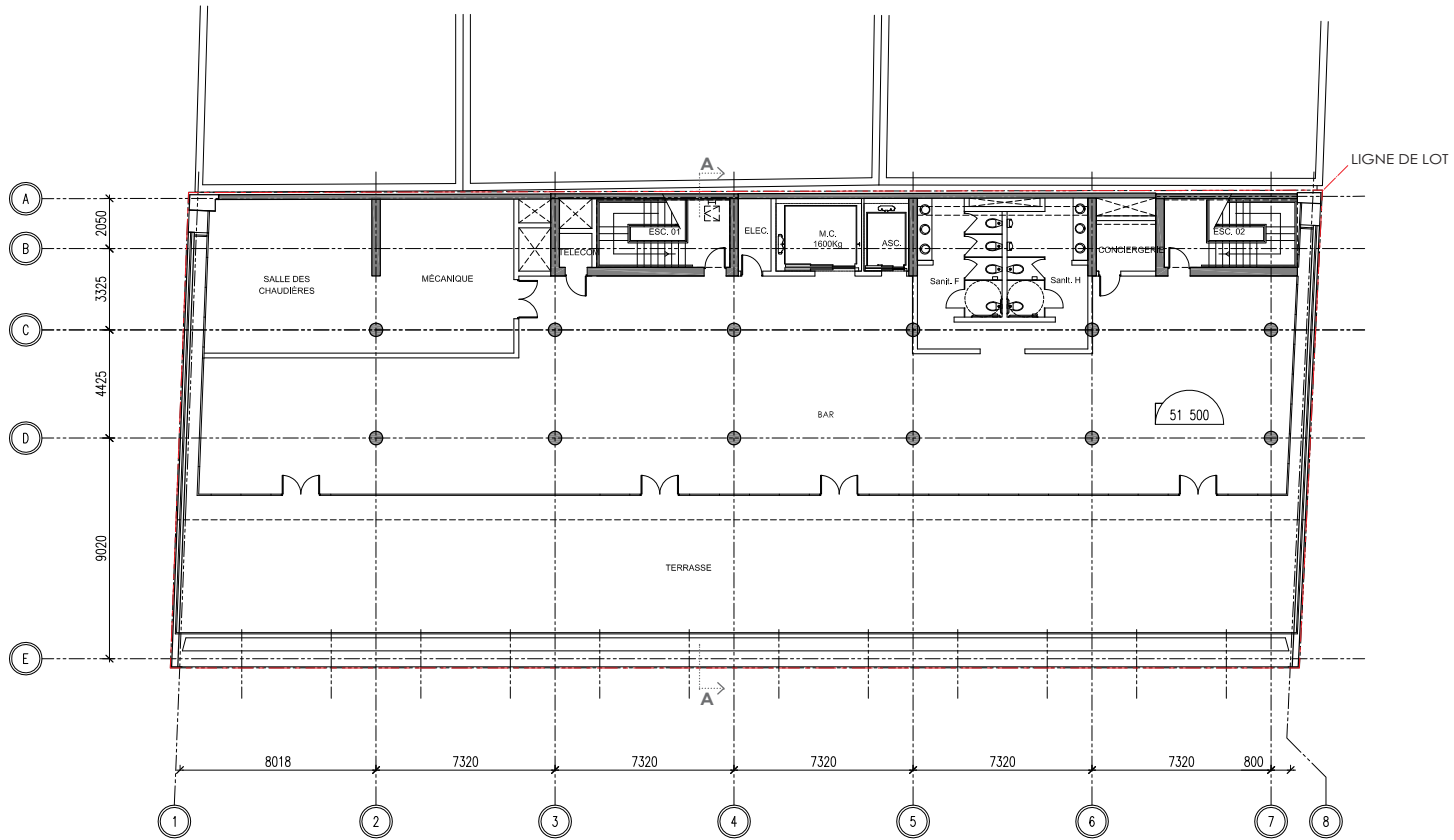 A
LIGNE DE LOT
A
2050
B
3325
C
4425
D
9020
E
ESC. 01
ELEC.
M.C.
1600Kg
ASC.
ESC. 02
TELECOM
CONCIERGERIE
SALLE DES
CHAUDIÈRES
MÉCANIQUE
Sanit. F
Sanit. H
BAR
51 500
TERRASSE
A
8018
7320
7320
7320
7320
7320
800
1
2
3
4
5
6
7
8